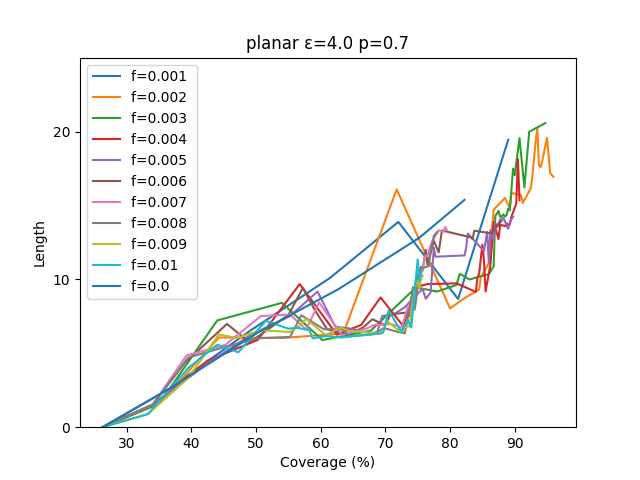 planar ε=4.0 p=0.7
f=0.001
f=0.002
f=0.003
f=0.004
f=0.005
f=0.006
f=0.007
f=0.008
f=0.009
f=0.01
f=0.0
Length
20
10
0
30 40 50 60 70 80 90
Coverage (%)